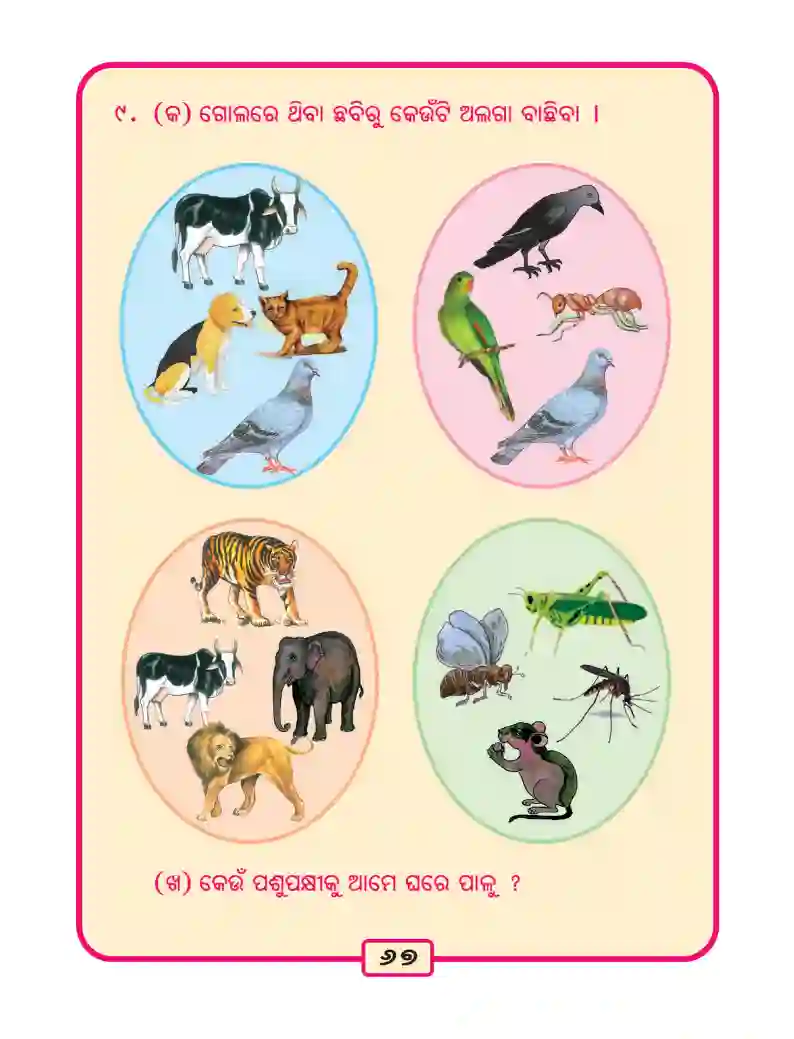 ୯. (କ) ଗୋଲରେ ଥିବା ଛବିରୁ କେଉଁଟି ଅଲଗା ବାଛିବା ।
(ଖ) କେଉଁ ପଶୁପକ୍ଷୀକୁ ଆମେ ଘରେ ପାଳୁ ?
୬୭